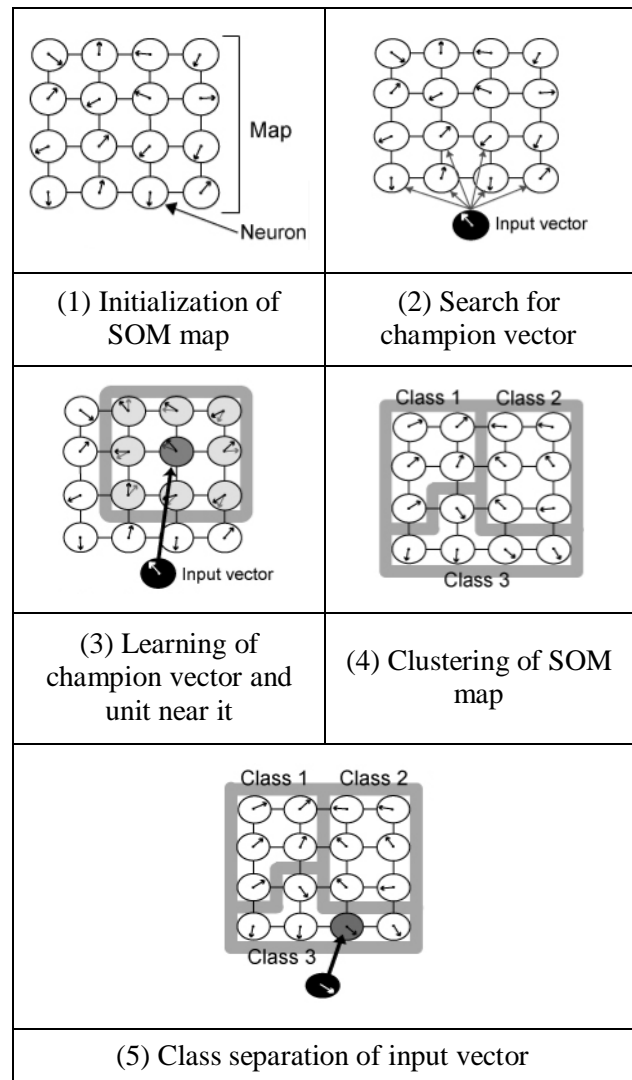 Map
Neuron
Input vector
(1) Initialization of
SOM map
(2) Search for
champion vector
Input vector
Class 1
Class 2
Class 3
(3) Learning of
champion vector and
unit near it
(4) Clustering of SOM
map
Class 1
Class 2
Class 3
(5) Class separation of input vector